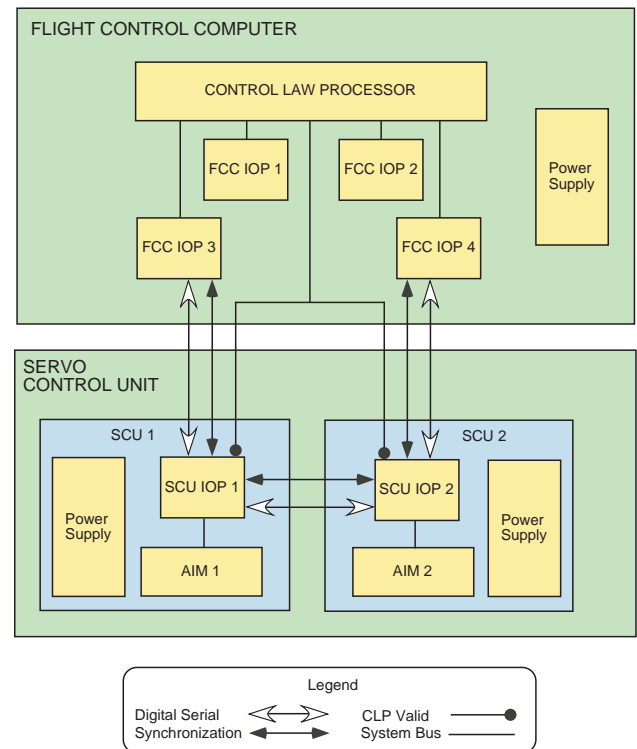 FLIGHT CONTROL COMPUTER
CONTROL LAW PROCESSOR
FCC IOP 1
FCC IOP 2
Power
Supply
FCC IOP 3
FCC IOP 4
SERVO
CONTROL UNIT
SCU 1
SCU 2
SCU IOP 1
SCU IOP 2
Power
Supply
Power
Supply
AIM 1
AIM 2
Legend
Digital Serial
CLP Valid
Synchronization
System Bus